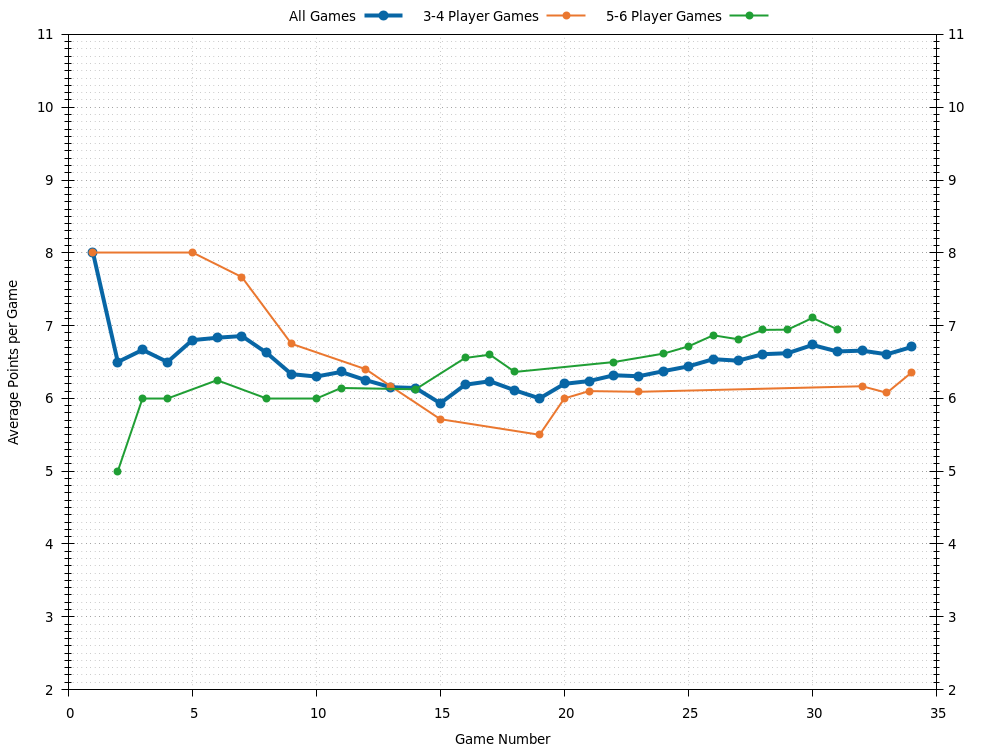 All Games 3-4 Player Games 5-6 Player Games
11 11
10 10
9 9
8 8
7 7
6 6
5 5
4 4
3 3
2 2
Average Points per Game
0 5 10 15 20 25 30 35
Game Number